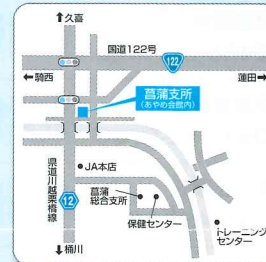 ↑久喜
国道122号
←騎西
122
蓮田→
菖蒲支所
(あやめ会館内)
県道川越栗橋線
12
●JA本店
菖蒲
総合支所
保健センター
トレーニング
センター
↓桶川